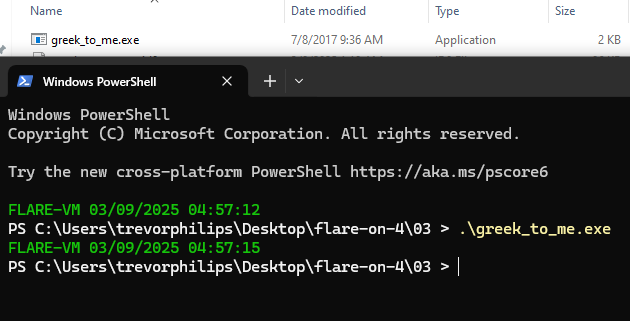 Name Date modified Type Size
greek_to_me.exe 7/8/2017 9:36 AM Application 2 KB
Windows PowerShell
Windows PowerShell
Copyright (C) Microsoft Corporation. All rights reserved.
Try the new cross-platform PowerShell https://aka.ms/pscore6
FLARE-VM 03/09/2025 04:57:12
PS C:\Users\trevorphilips\Desktop\flare-on-4\03 > .\greek_to_me.exe
FLARE-VM 03/09/2025 04:57:15
PS C:\Users\trevorphilips\Desktop\flare-on-4\03 >